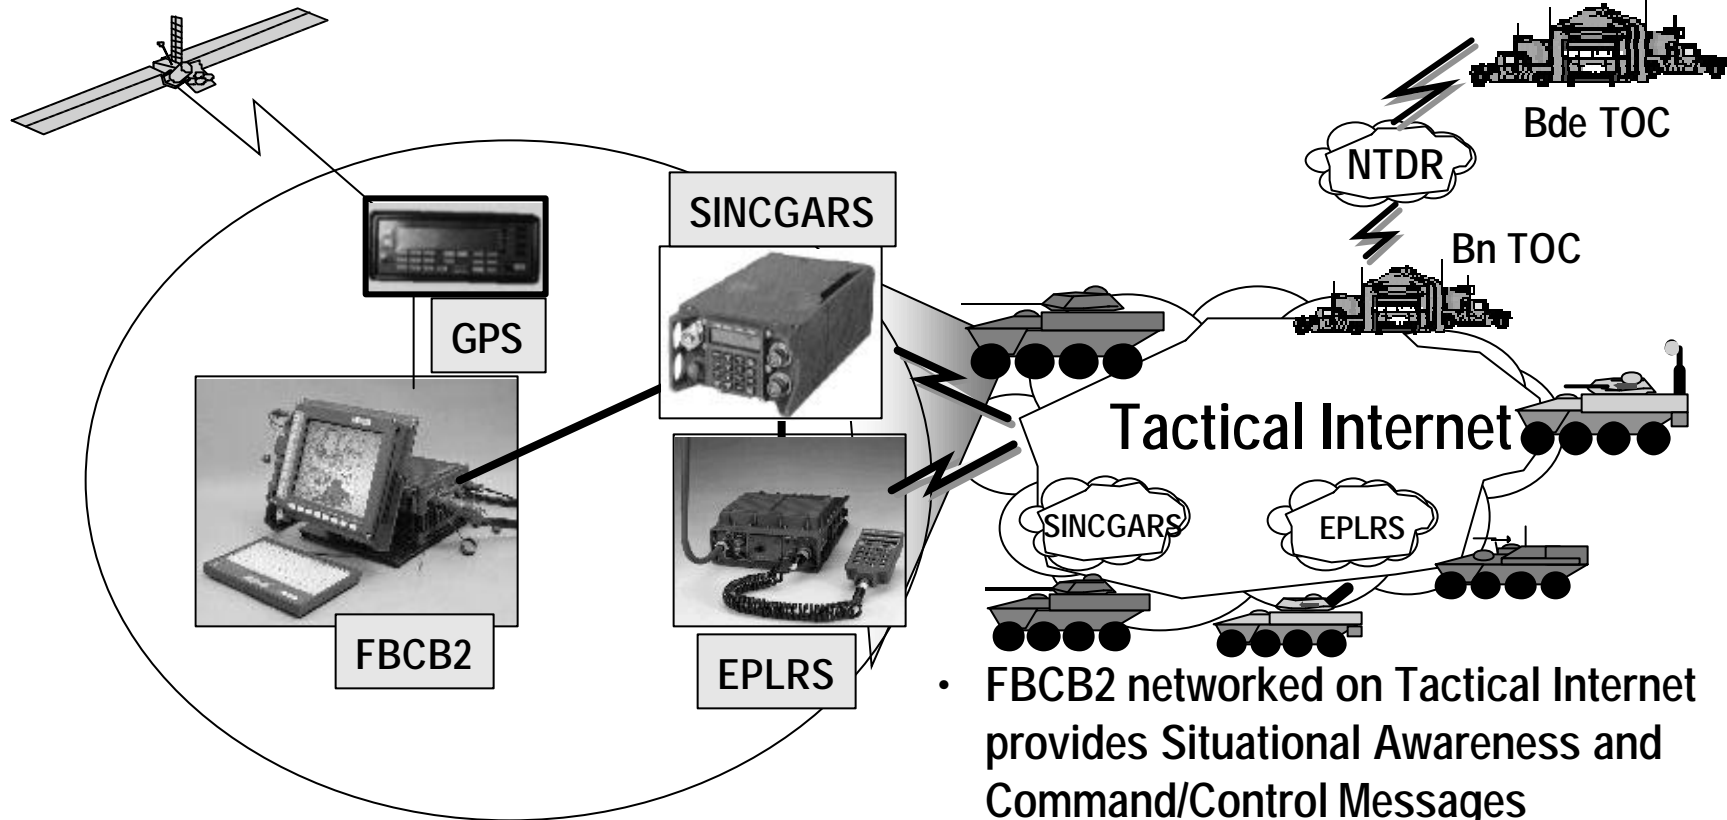 Bde TOC
NTDR
SINCGARS
Bn TOC
GPS
Tactical Internet
SINCGARS
EPLRS
FBCB2
EPLRS
• FBCB2 networked on Tactical Internet
provides Situational Awareness and
Command/Control Messages